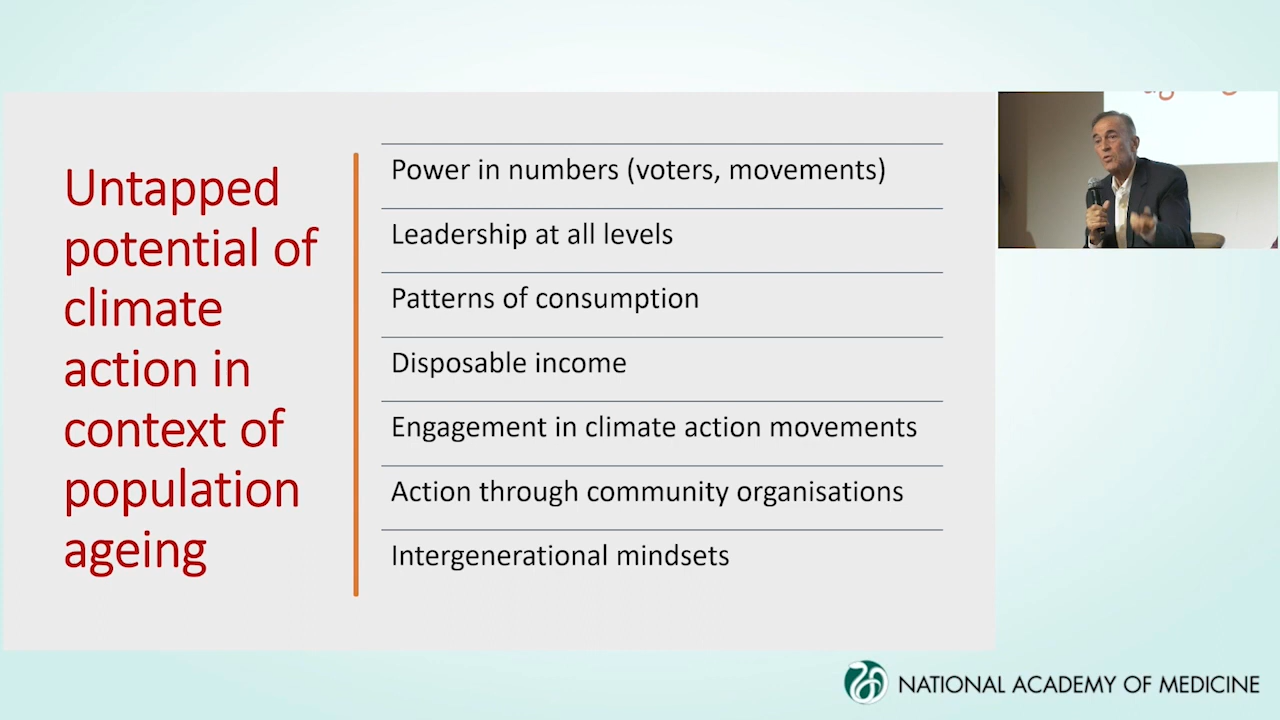 Untapped
potential of
climate
action in
context of
population
ageing
Power in numbers (voters, movements)
Leadership at all levels
Patterns of consumption
Disposable income
Engagement in climate action movements
Action through community organisations
Intergenerational mindsets
NATIONAL ACADEMY OF MEDICINE